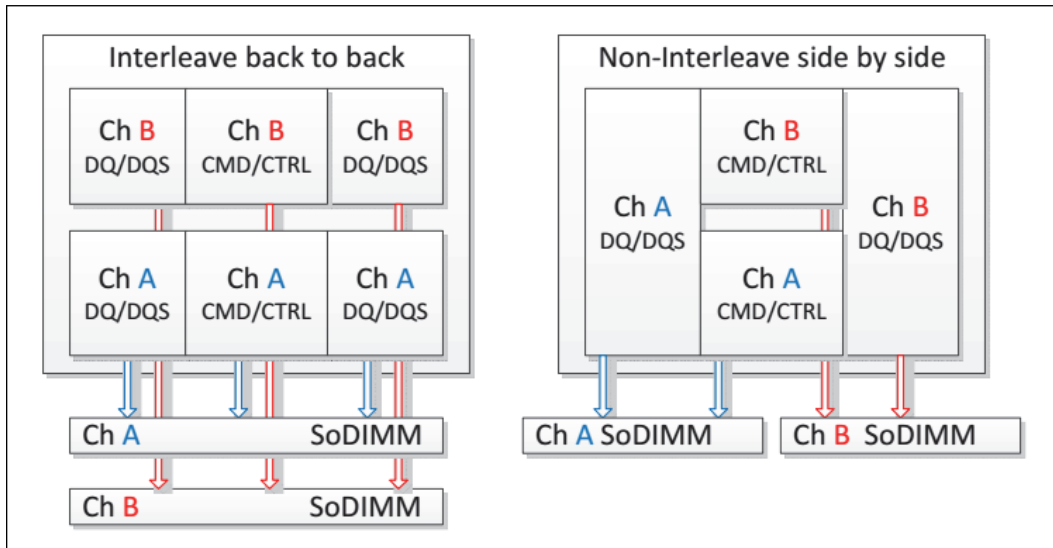 Interleave back to back
Ch B
DQ/DQS
Ch B
CMD/CTRL
Ch B
DQ/DQS
Ch A
DQ/DQS
Ch A
CMD/CTRL
Ch A
DQ/DQS
Ch A SoDIMM
Ch B SoDIMM
Non-Interleave side by side
Ch A
DQ/DQS
Ch B
CMD/CTRL
Ch A
CMD/CTRL
Ch B
DQ/DQS
Ch A SoDIMM
Ch B SoDIMM